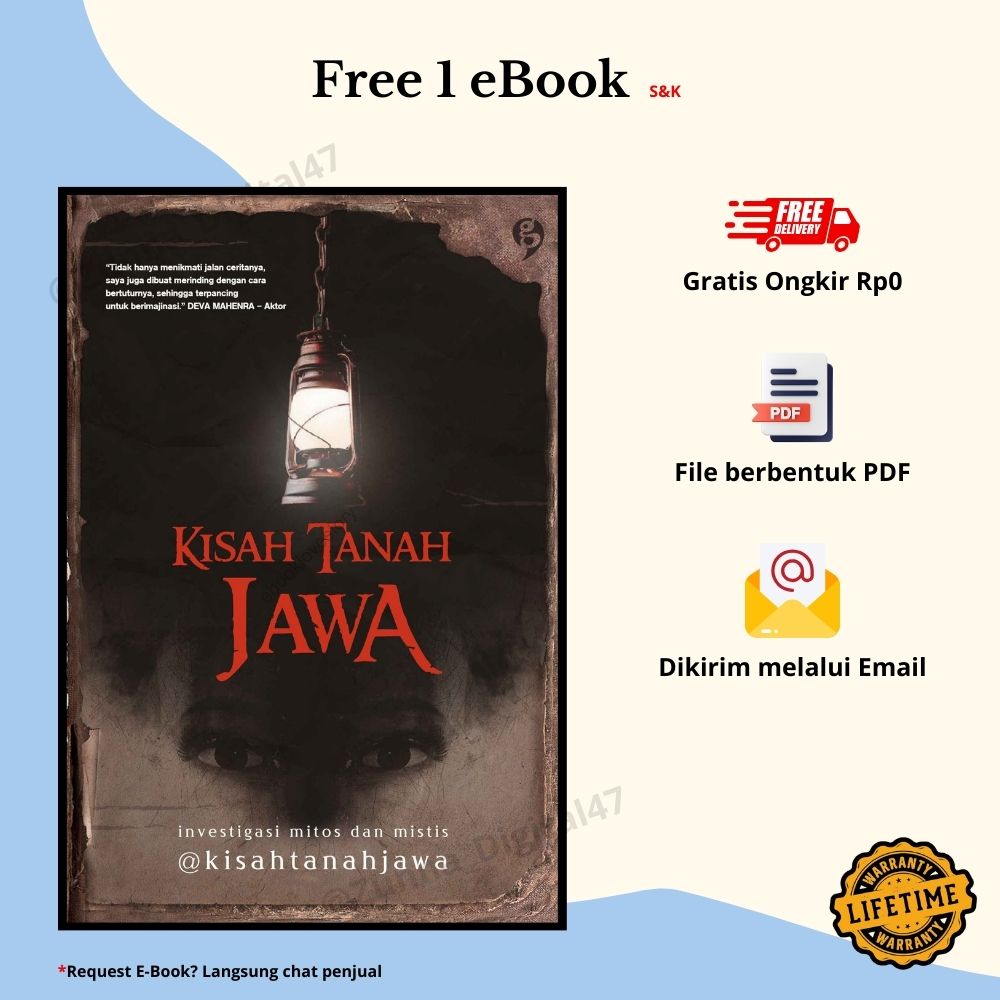 Free 1 eBook S&K
"Tidak hanya menikmati jalan ceritanya,
saya juga dibuat merinding dengan cara
bertuturnya, sehingga terpancing
untuk berimajinasi." DEVA MAHENRA – Aktor
KISAH TANAH
JAWA
investigasi mitos dan mistis
@kisahtanahjawa
FREE
DELIVERY
Gratis Ongkir Rp0
PDF
File berbentuk PDF
@
Dikirim melalui Email
WARRANTY
LIFETIME
WARRANTY
Digital47
*Request E-Book? Langsung chat penjual